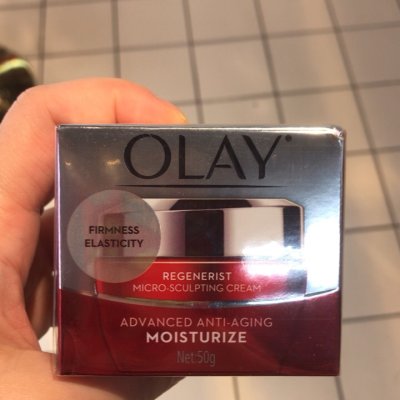 OLAY®
FIRMNESS
ELASTICITY
REGENERIST
MICRO-SCULPTING CREAM
ADVANCED ANTI-AGING
MOISTURIZE
Net:50g